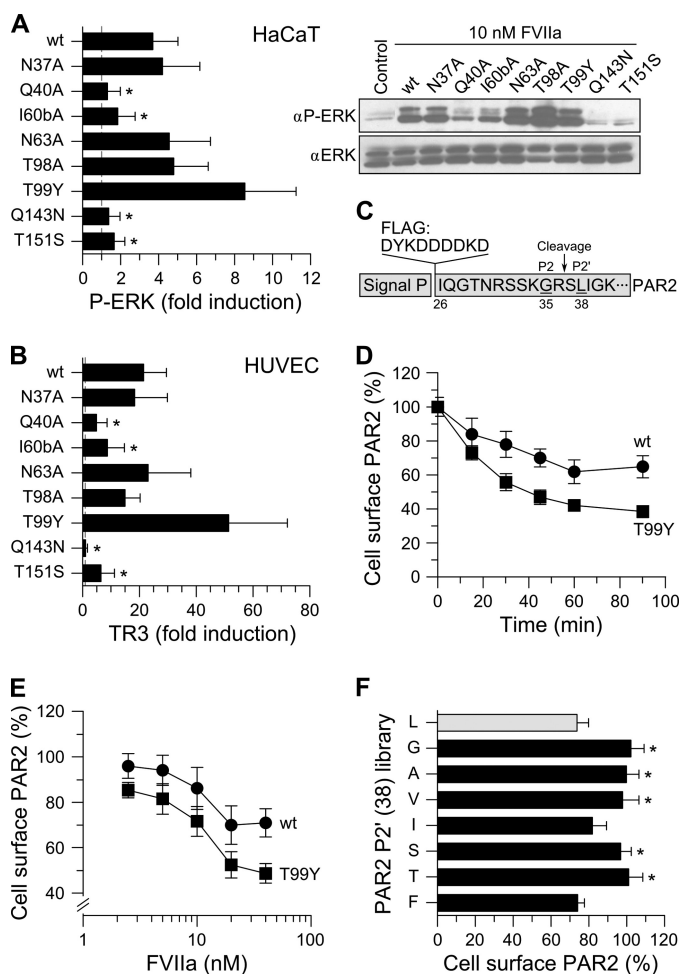 A
HaCaT
wt
N37A
Q40A *
I60bA *
N63A
T98A
T99Y
Q143N *
T151S *
0 2 4 6 8 10 12
P-ERK (fold induction)
10 nM FVIIa
Control wt N37A Q40A I60bA N63A T98A T99Y Q143N T151S
αP-ERK
αERK
C
FLAG:
DYKDDDDKD
Cleavage
P2 P2'
Signal P IQGTNRSSKGRSLIGK··· PAR2
26 35 38
B
HUVEC
wt
N37A
Q40A *
I60bA *
N63A
T98A
T99Y
Q143N *
T151S *
0 20 40 60 80
TR3 (fold induction)
D
Cell surface PAR2 (%)
120
100
80
60
40
20
0
wt
T99Y
0 20 40 60 80 100
Time (min)
E
Cell surface PAR2 (%)
120
100
80
60
40
wt
T99Y
1 10 100 1000
FVIIa (nM)
F
PAR2 P2' (38) library
L
G *
A *
V *
I
S *
T *
F
0 20 40 60 80 100 120
Cell surface PAR2 (%)